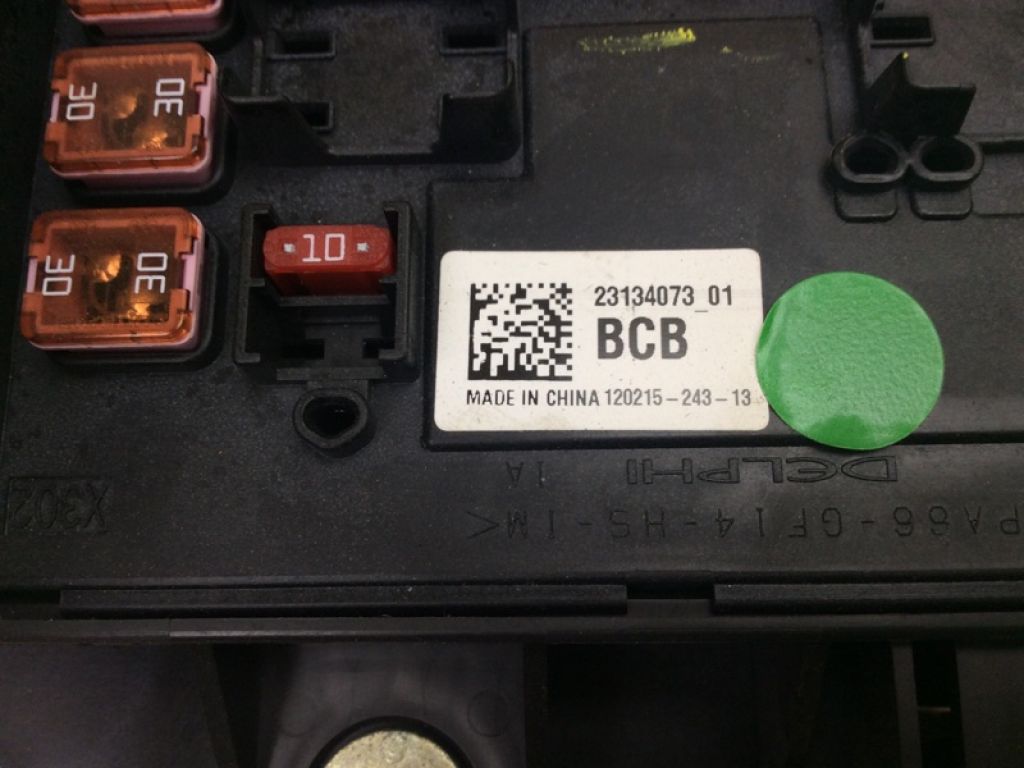 30 30
30 30
10
23134073_01
BCB
MADE IN CHINA 120215-243-13
DELPHI
1A
PA66-GF14-HS-IM<
X302